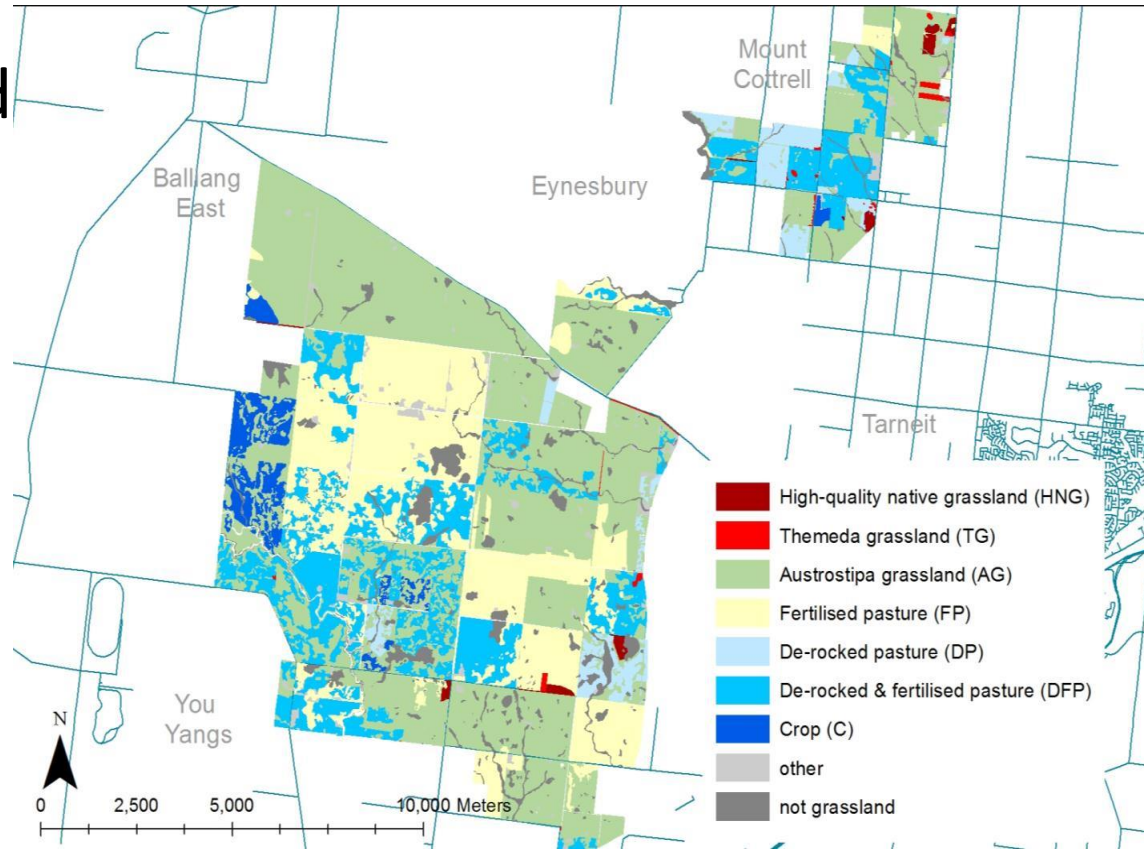 d
Mount
Cottrell
Balliang
East
Eynesbury
Tarneit
High-quality native grassland (HNG)
Themeda grassland (TG)
Austrostipa grassland (AG)
Fertilised pasture (FP)
De-rocked pasture (DP)
De-rocked & fertilised pasture (DFP)
Crop (C)
other
not grassland
You
Yangs
N
0 2,500 5,000 10,000 Meters